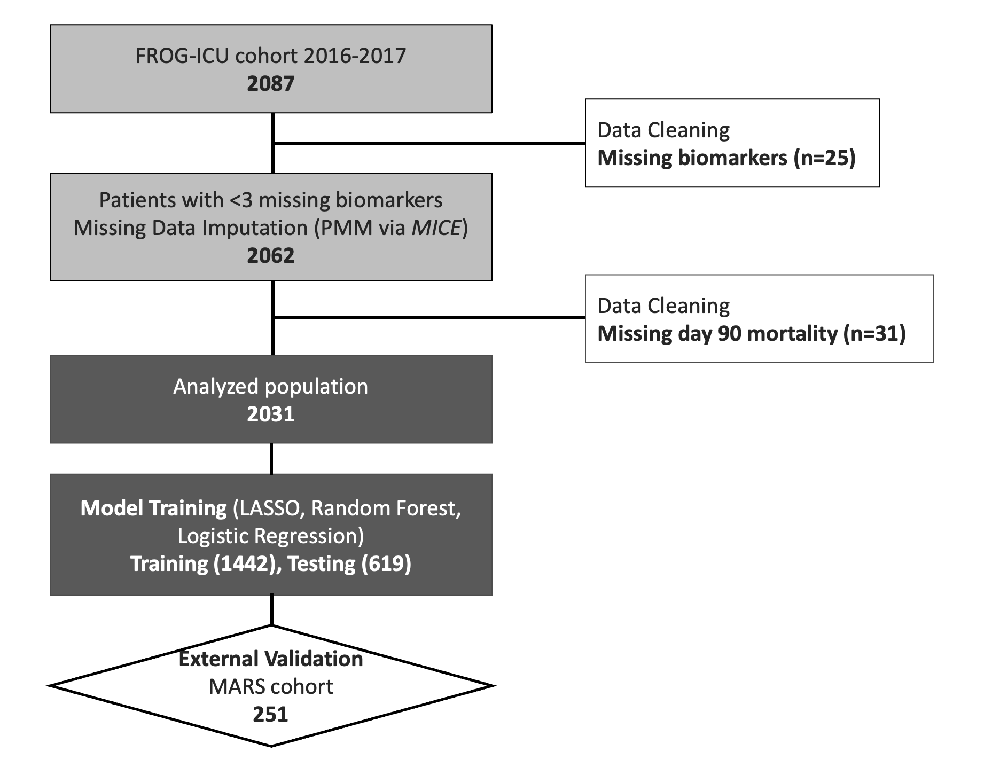 FROG-ICU cohort 2016-2017
2087
Data Cleaning
Missing biomarkers (n=25)
Patients with <3 missing biomarkers
Missing Data Imputation (PMM via MICE)
2062
Data Cleaning
Missing day 90 mortality (n=31)
Analyzed population
2031
Model Training (LASSO, Random Forest,
Logistic Regression)
Training (1442), Testing (619)
External Validation
MARS cohort
251